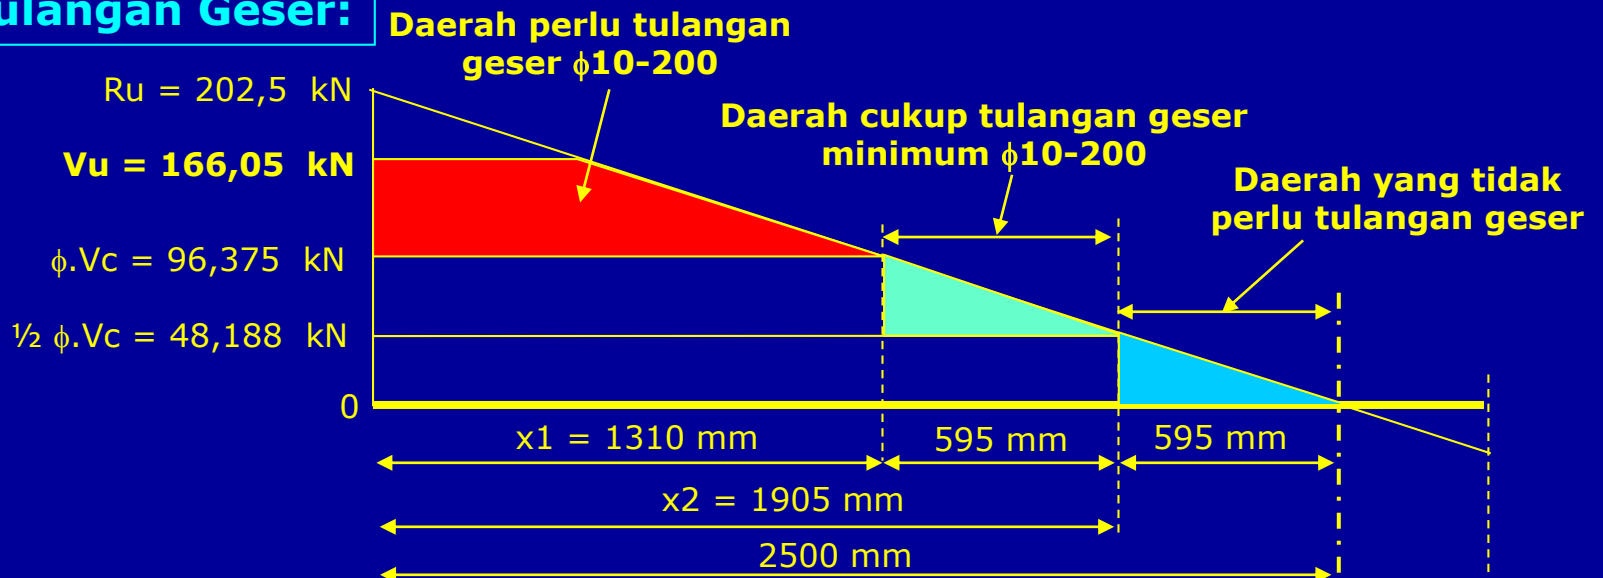 ulangan Geser:
Daerah perlu tulangan
geser ϕ10-200
Ru = 202,5 kN
Daerah cukup tulangan geser
minimum ϕ10-200
Vu = 166,05 kN
Daerah yang tidak
perlu tulangan geser
ϕ.Vc = 96,375 kN
½ ϕ.Vc = 48,188 kN
0
x1 = 1310 mm
595 mm
595 mm
x2 = 1905 mm
2500 mm